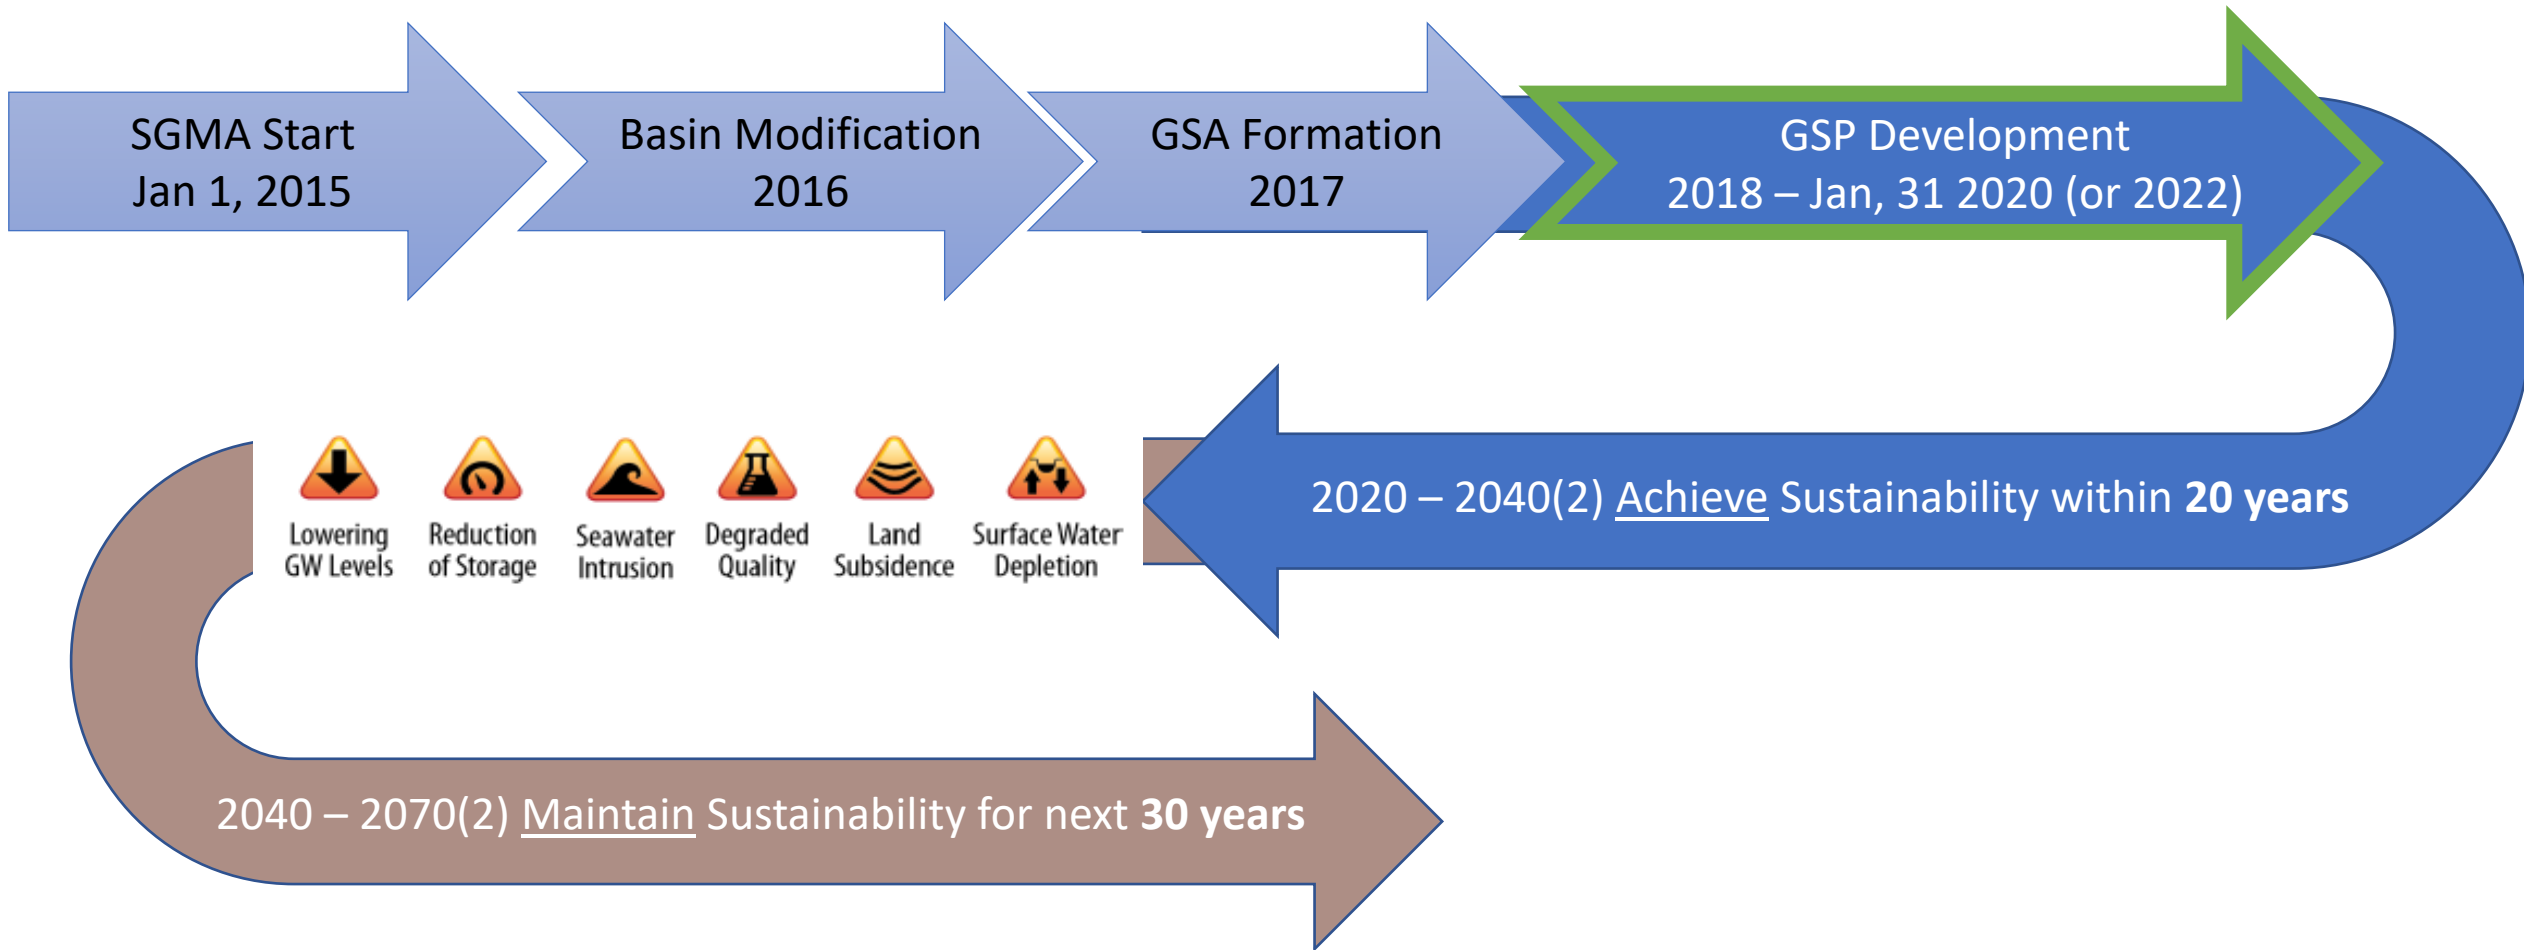 SGMA Start
Jan 1, 2015
Basin Modification
2016
GSA Formation
2017
GSP Development
2018 – Jan, 31 2020 (or 2022)
2020 – 2040(2) Achieve Sustainability within 20 years
Lowering
GW Levels
Reduction
of Storage
Seawater
Intrusion
Degraded
Quality
Land
Subsidence
Surface Water
Depletion
2040 – 2070(2) Maintain Sustainability for next 30 years